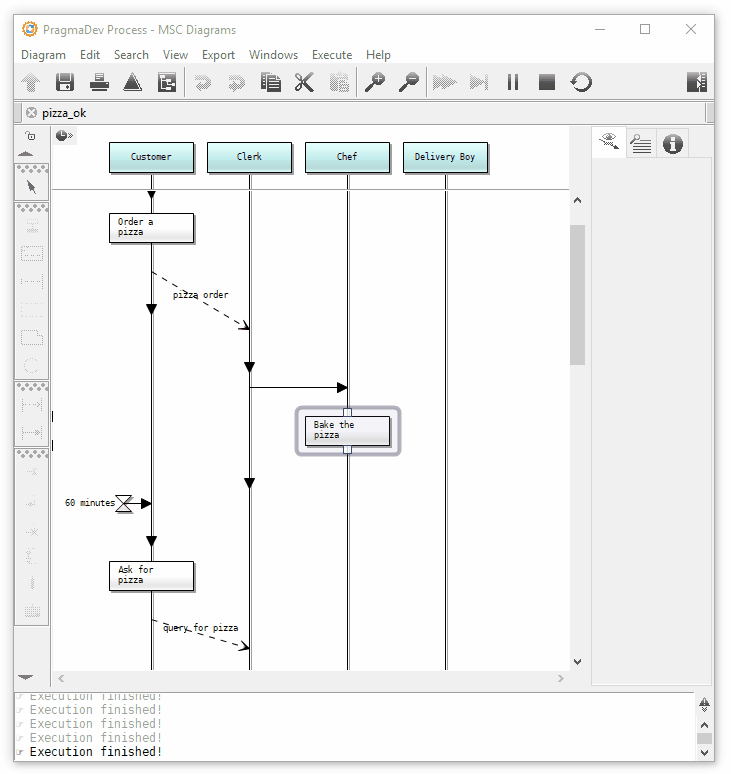 PragmaDev Process - MSC Diagrams
Diagram Edit Search View Export Windows Execute Help
pizza_ok
Customer Clerk Chef Delivery Boy
Order a
pizza
pizza order
Bake the
pizza
60 minutes
Ask for
pizza
query for pizza
Execution finished!
Execution finished!
Execution finished!
Execution finished!
Execution finished!